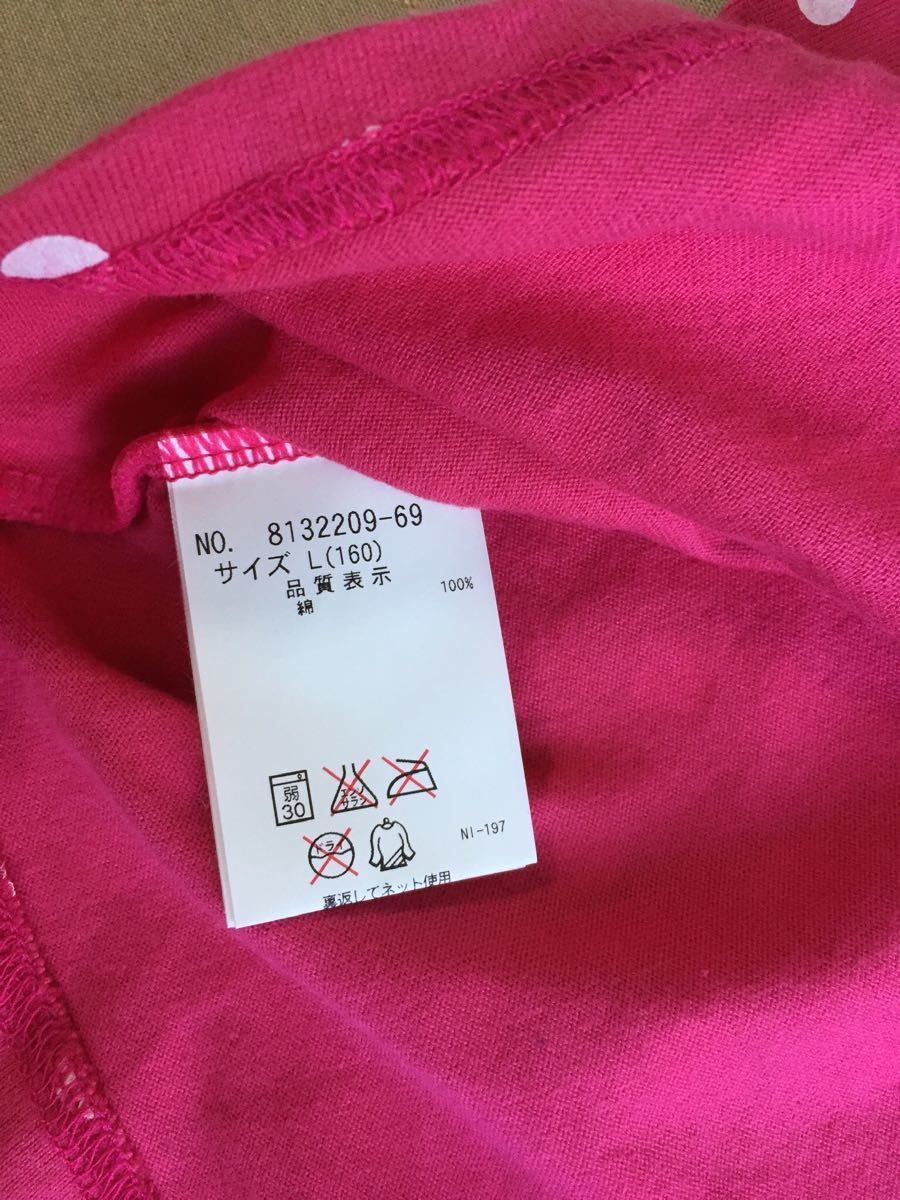 NO. 8132209-69
サイズ L(160)
品質表示
綿 100%
弱
30
エンソ
サラシ
ドライ
NI-197
裏返してネット使用